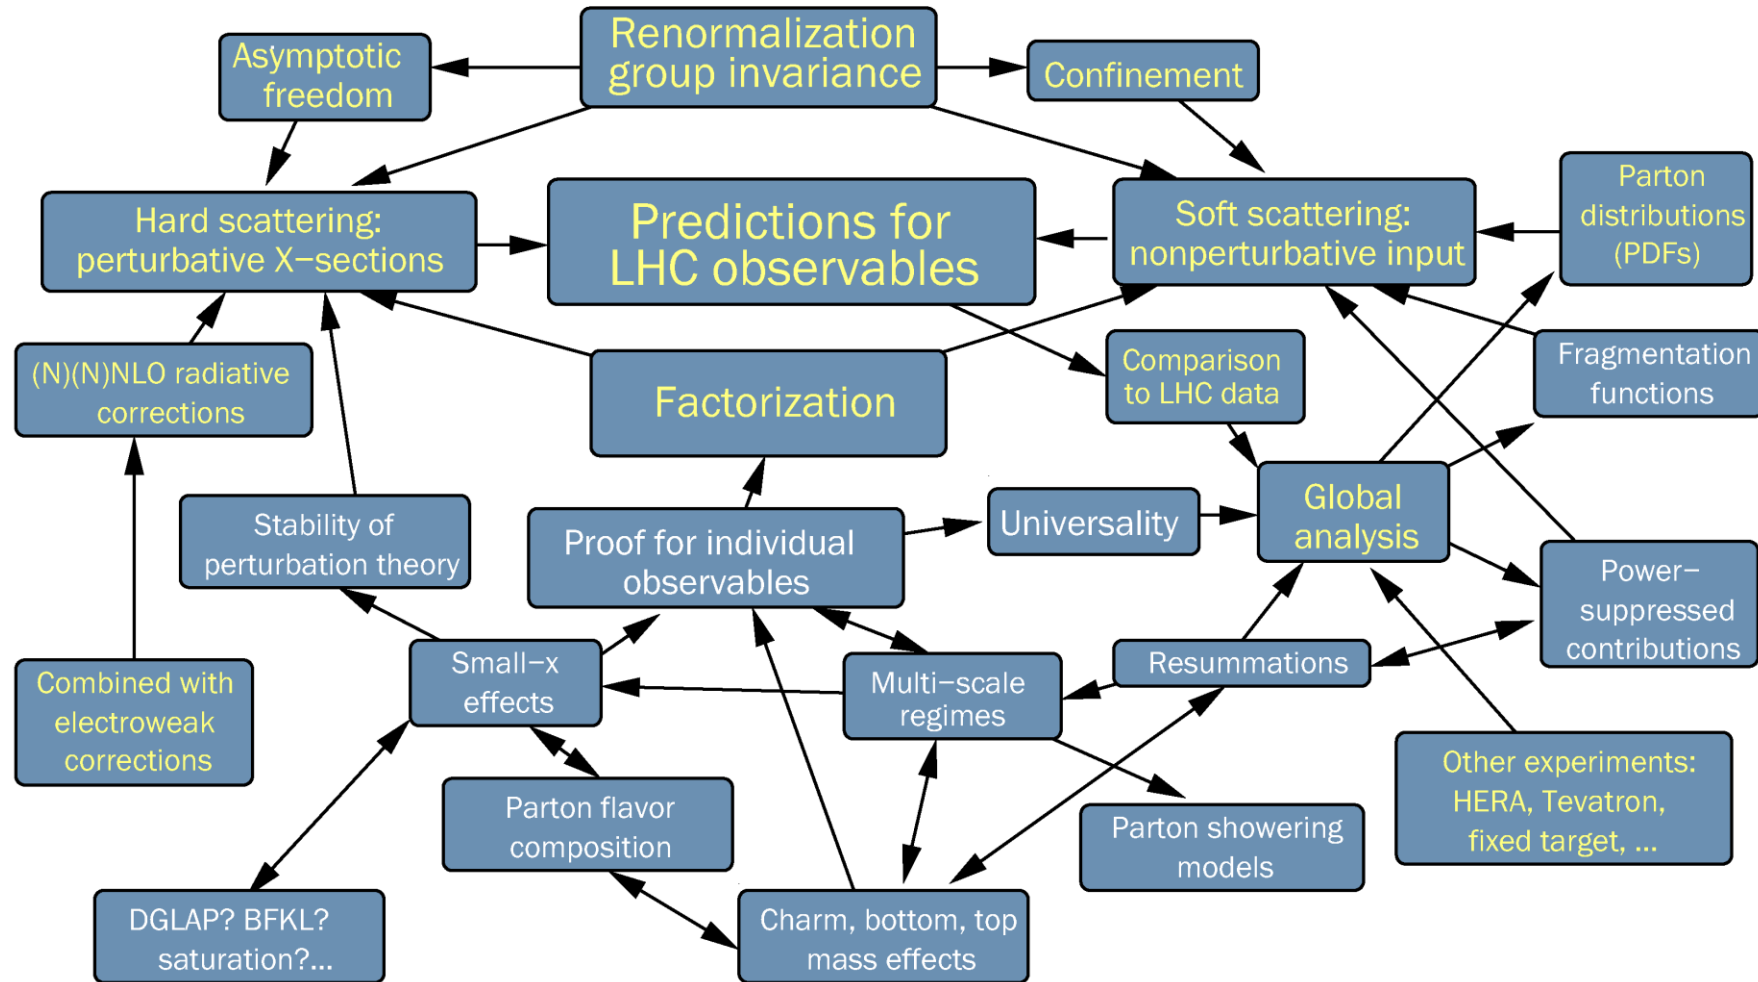 Renormalization
group invariance
Asymptotic
freedom
Confinement
Hard scattering:
perturbative X−sections
Predictions for
LHC observables
Soft scattering:
nonperturbative input
Parton
distributions
(PDFs)
(N)(N)NLO radiative
corrections
Factorization
Comparison
to LHC data
Fragmentation
functions
Stability of
perturbation theory
Proof for individual
observables
Universality
Global
analysis
Power−
suppressed
contributions
Combined with
electroweak
corrections
Small−x
effects
Multi−scale
regimes
Resummations
Parton flavor
composition
Parton showering
models
Other experiments:
HERA, Tevatron,
fixed target, ...
DGLAP? BFKL?
saturation?...
Charm, bottom, top
mass effects